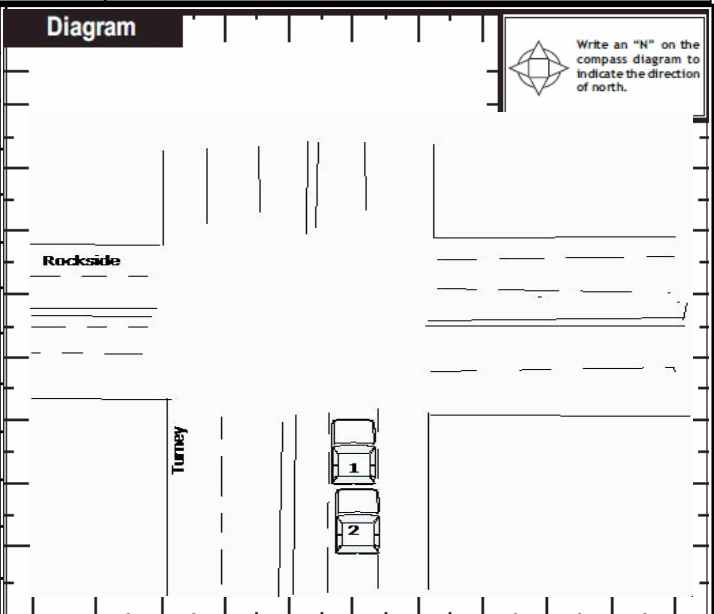 Diagram
Write an “N” on the
compass diagram to
indicate the direction
of north.
Rockside
Turney
1
2